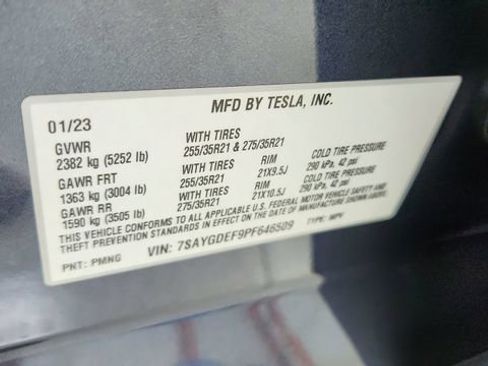 MFD BY TESLA, INC.
01/23
GVWR WITH TIRES
2382 kg (5252 lb) 255/35R21 & 275/35R21
GAWR FRT WITH TIRES RIM COLD TIRE PRESSURE
1363 kg (3004 lb) 255/35R21 21X9.5J 290 kPa, 42 psi
GAWR RR WITH TIRES RIM COLD TIRE PRESSURE
1590 kg (3505 lb) 275/35R21 21X10.5J 290 kPa, 42 psi
THIS VEHICLE CONFORMS TO ALL APPLICABLE U.S. FEDERAL MOTOR VEHICLE SAFETY AND
THEFT PREVENTION STANDARDS IN EFFECT ON THE DATE OF MANUFACTURE SHOWN ABOVE.
VIN: 7SAYGDEF9PF646509 TYPE: MPV
PNT: PMNG